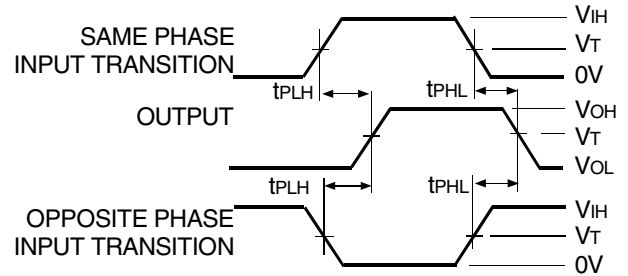 SAME PHASE
INPUT TRANSITION
VIH
VT
0V
tPLH
tPHL
OUTPUT
VOH
VT
VOL
tPLH
tPHL
OPPOSITE PHASE
INPUT TRANSITION
VIH
VT
0V